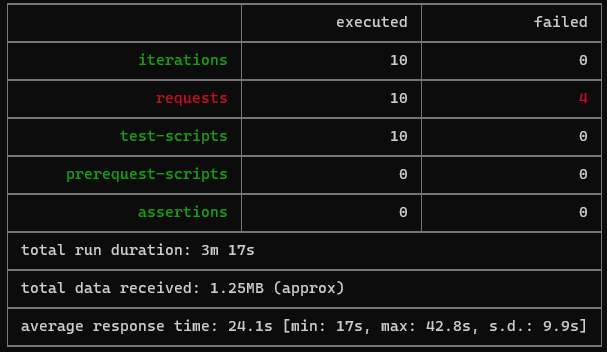 executed failed
iterations 10 0
requests 10 4
test-scripts 10 0
prerequest-scripts 0 0
assertions 0 0
total run duration: 3m 17s
total data received: 1.25MB (approx)
average response time: 24.1s [min: 17s, max: 42.8s, s.d.: 9.9s]